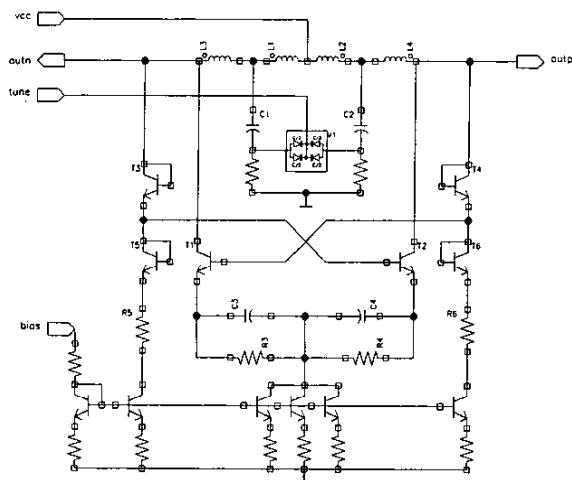 vcc
L3 L1 L2 L4
outn
outp
tune
C1 C2
V1
T3 T4
T5 T1 T2 T6
C3 C4
R5 R6
bias
R3 R4